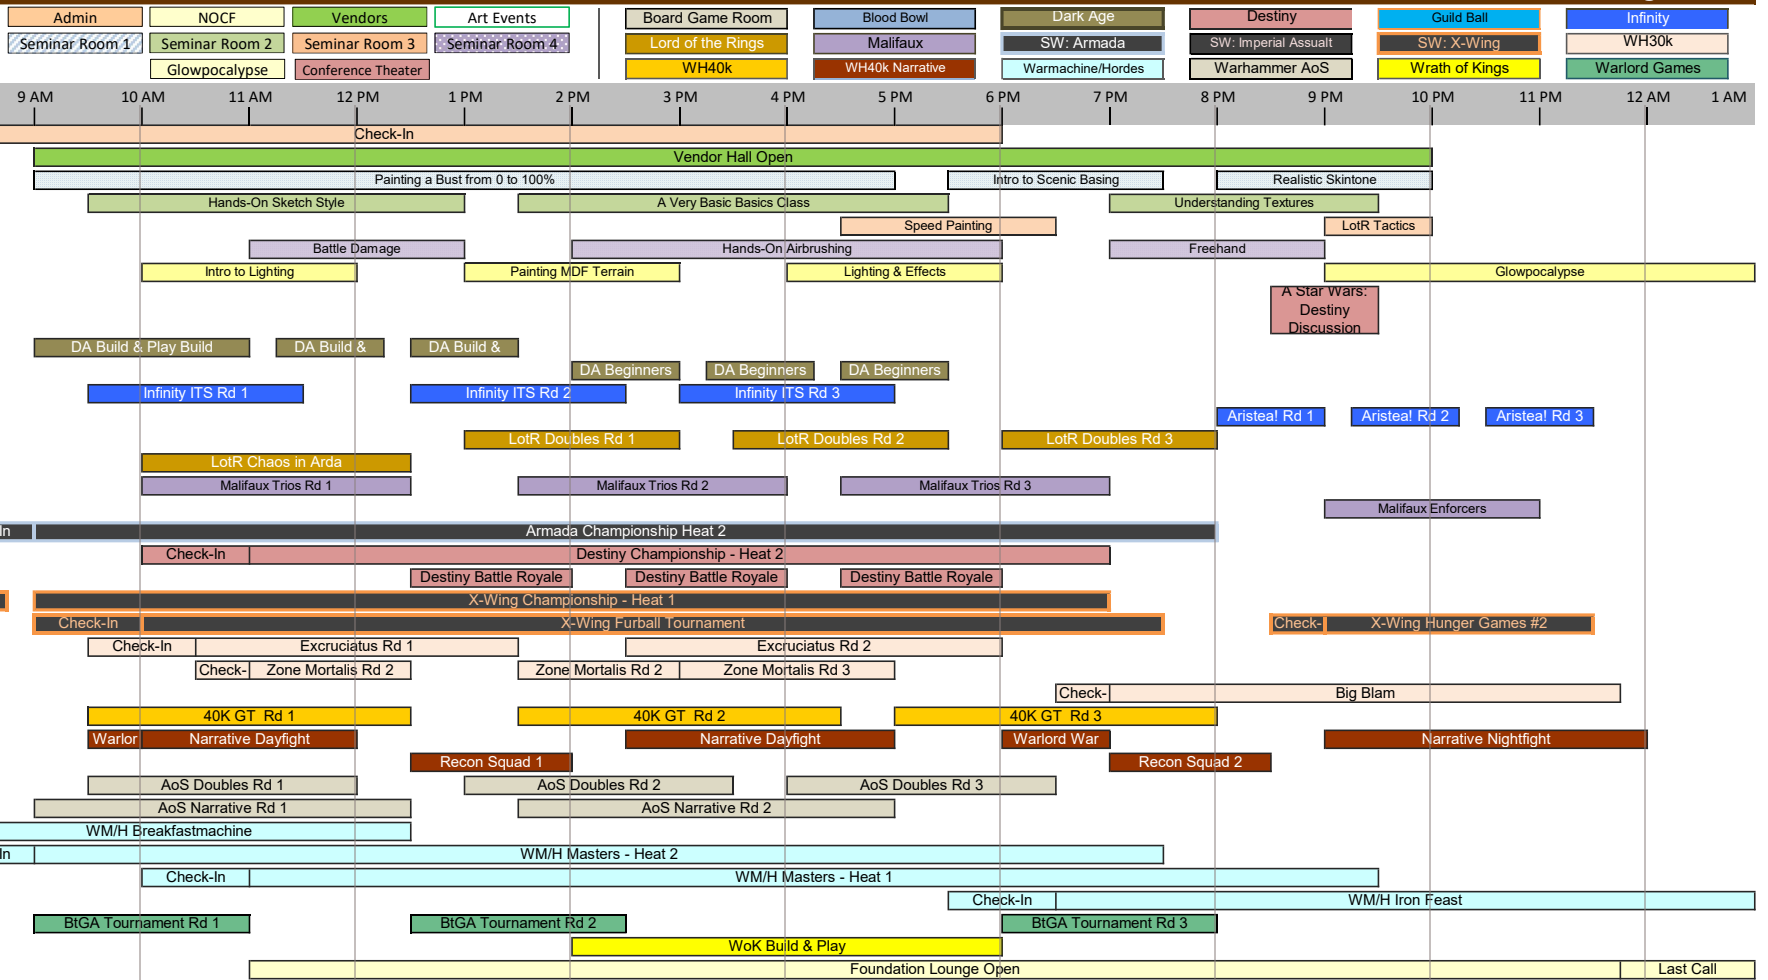 Admin NOCF Vendors Art Events Board Game Room Blood Bowl Dark Age Destiny Guild Ball Infinity
Seminar Room 1 Seminar Room 2 Seminar Room 3 Seminar Room 4 Lord of the Rings Malifaux SW: Armada SW: Imperial Assualt SW: X-Wing WH30k
Glowpocalypse Conference Theater WH40k WH40k Narrative Warmachine/Hordes Warhammer AoS Wrath of Kings Warlord Games
9 AM 10 AM 11 AM 12 PM 1 PM 2 PM 3 PM 4 PM 5 PM 6 PM 7 PM 8 PM 9 PM 10 PM 11 PM 12 AM 1 AM
Check-In
Vendor Hall Open
Painting a Bust from 0 to 100% Intro to Scenic Basing Realistic Skintone
Hands-On Sketch Style A Very Basic Basics Class Understanding Textures
Speed Painting LotR Tactics
Battle Damage Hands-On Airbrushing Freehand
Intro to Lighting Painting MDF Terrain Lighting & Effects Glowpocalypse
A Star Wars:
Destiny
Discussion
DA Build & Play Build DA Build & DA Build &
DA Beginners DA Beginners DA Beginners
Infinity ITS Rd 1 Infinity ITS Rd 2 Infinity ITS Rd 3
Aristea! Rd 1 Aristea! Rd 2 Aristea! Rd 3
LotR Doubles Rd 1 LotR Doubles Rd 2 LotR Doubles Rd 3
LotR Chaos in Arda
Malifaux Trios Rd 1 Malifaux Trios Rd 2 Malifaux Trios Rd 3
Malifaux Enforcers
In Armada Championship Heat 2
Check-In Destiny Championship - Heat 2
Destiny Battle Royale Destiny Battle Royale Destiny Battle Royale
X-Wing Championship - Heat 1
Check-In X-Wing Furball Tournament Check- X-Wing Hunger Games #2
Check-In Excruciatus Rd 1 Excruciatus Rd 2
Check- Zone Mortalis Rd 2 Zone Mortalis Rd 2 Zone Mortalis Rd 3
Check- Big Blam
40K GT Rd 1 40K GT Rd 2 40K GT Rd 3
Warlor Narrative Dayfight Narrative Dayfight Warlord War Narrative Nightfight
Recon Squad 1 Recon Squad 2
AoS Doubles Rd 1 AoS Doubles Rd 2 AoS Doubles Rd 3
AoS Narrative Rd 1 AoS Narrative Rd 2
WM/H Breakfastmachine
In WM/H Masters - Heat 2
Check-In WM/H Masters - Heat 1
Check-In WM/H Iron Feast
BtGA Tournament Rd 1 BtGA Tournament Rd 2 BtGA Tournament Rd 3
WoK Build & Play
Foundation Lounge Open Last Call